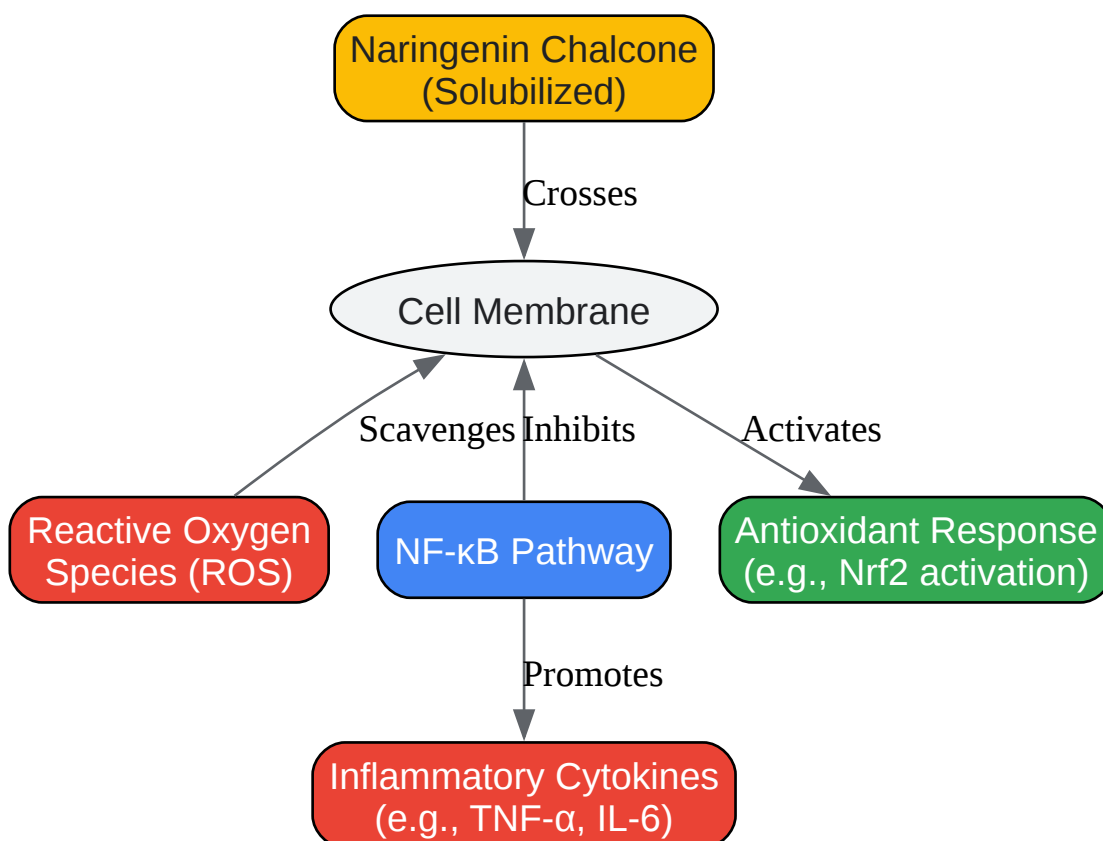 Naringenin Chalcone
(Solubilized)
Crosses
Cell Membrane
Scavenges
Inhibits
Activates
Reactive Oxygen
Species (ROS)
NF-κB Pathway
Antioxidant Response
(e.g., Nrf2 activation)
Promotes
Inflammatory Cytokines
(e.g., TNF-α, IL-6)